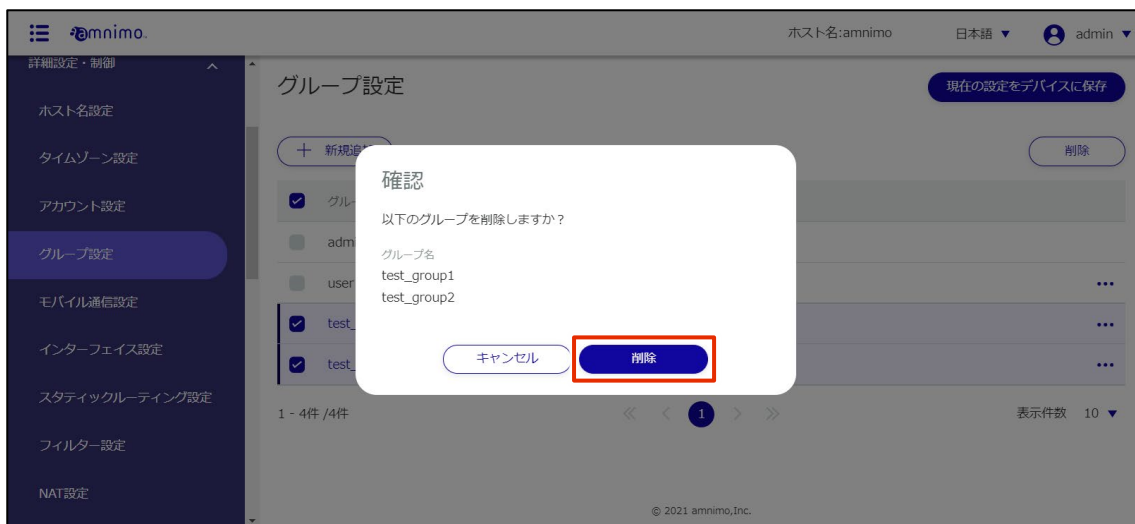 amnimo.
ホスト名:amnimo
日本語 ▼
admin ▼
詳細設定・制御
ホスト名設定
タイムゾーン設定
アカウント設定
グループ設定
モバイル通信設定
インターフェイス設定
スタティックルーティング設定
フィルター設定
NAT設定
グループ設定
現在の設定をデバイスに保存
+ 新規追
削除
グルー
adm
user
test_
test_
確認
以下のグループを削除しますか？
グループ名
test_group1
test_group2
キャンセル
削除
1 - 4件 /4件
« < 1 > »
表示件数 10 ▼
© 2021 amnimo,Inc.